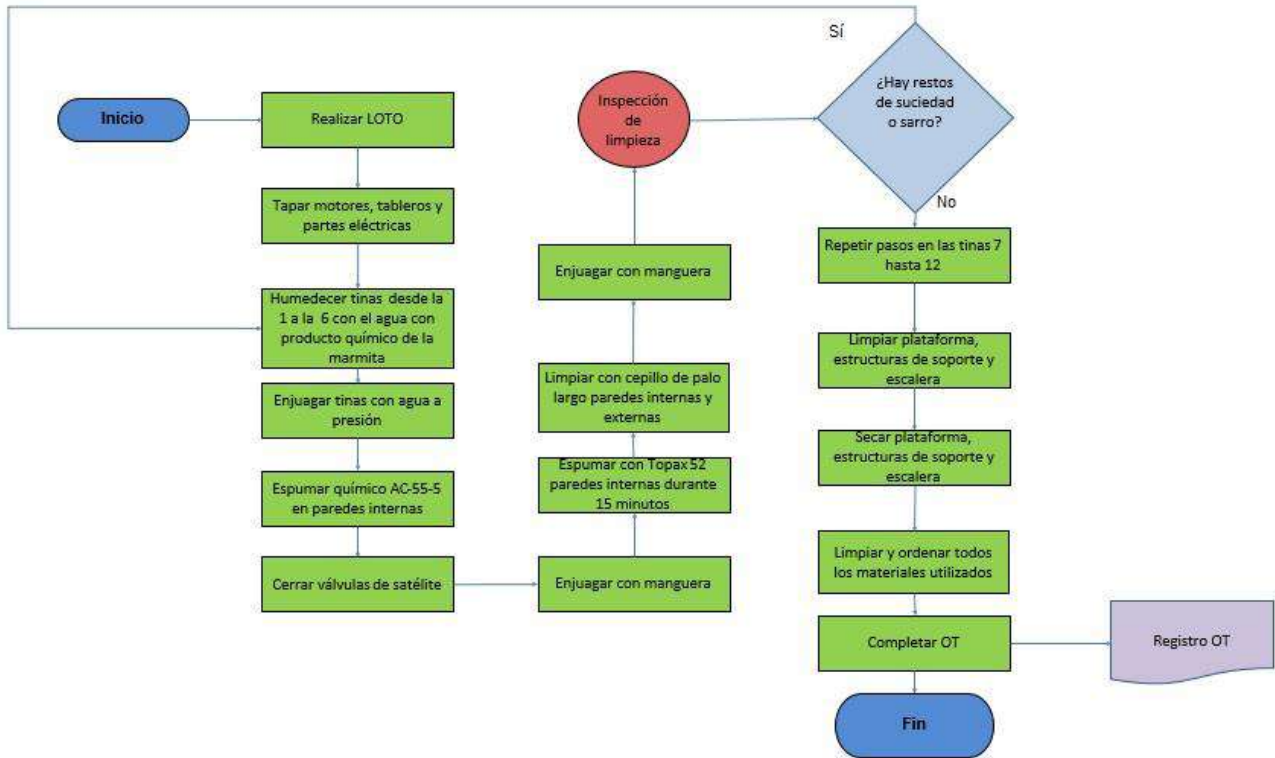 Inicio
Realizar LOTO
Tapar motores, tableros y
partes eléctricas
Humedecer tinas desde la
1 a la 6 con el agua con
producto químico de la
marmita
Enjuagar tinas con agua a
presión
Espumar químico AC-55-5
en paredes internas
Cerrar válvulas de satélite
Enjuagar con manguera
Espumar con Topax 52
paredes internas durante
15 minutos
Limpiar con cepillo de palo
largo paredes internas y
externas
Enjuagar con manguera
Inspección
de
limpieza
¿Hay restos
de suciedad
o sarro?
Sí
No
Repetir pasos en las tinas 7
hasta 12
Limpiar plataforma,
estructuras de soporte y
escalera
Secar plataforma,
estructuras de soporte y
escalera
Limpiar y ordenar todos
los materiales utilizados
Completar OT
Registro OT
Fin